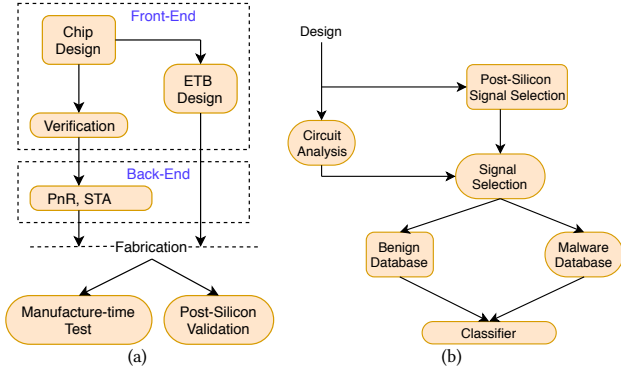 Front-End
Chip
Design
ETB
Design
Verification
Back-End
PnR, STA
Fabrication
Manufacture-time
Test
Post-Silicon
Validation
(a)
Design
Post-Silicon
Signal Selection
Circuit
Analysis
Signal
Selection
Benign
Database
Malware
Database
Classifier
(b)